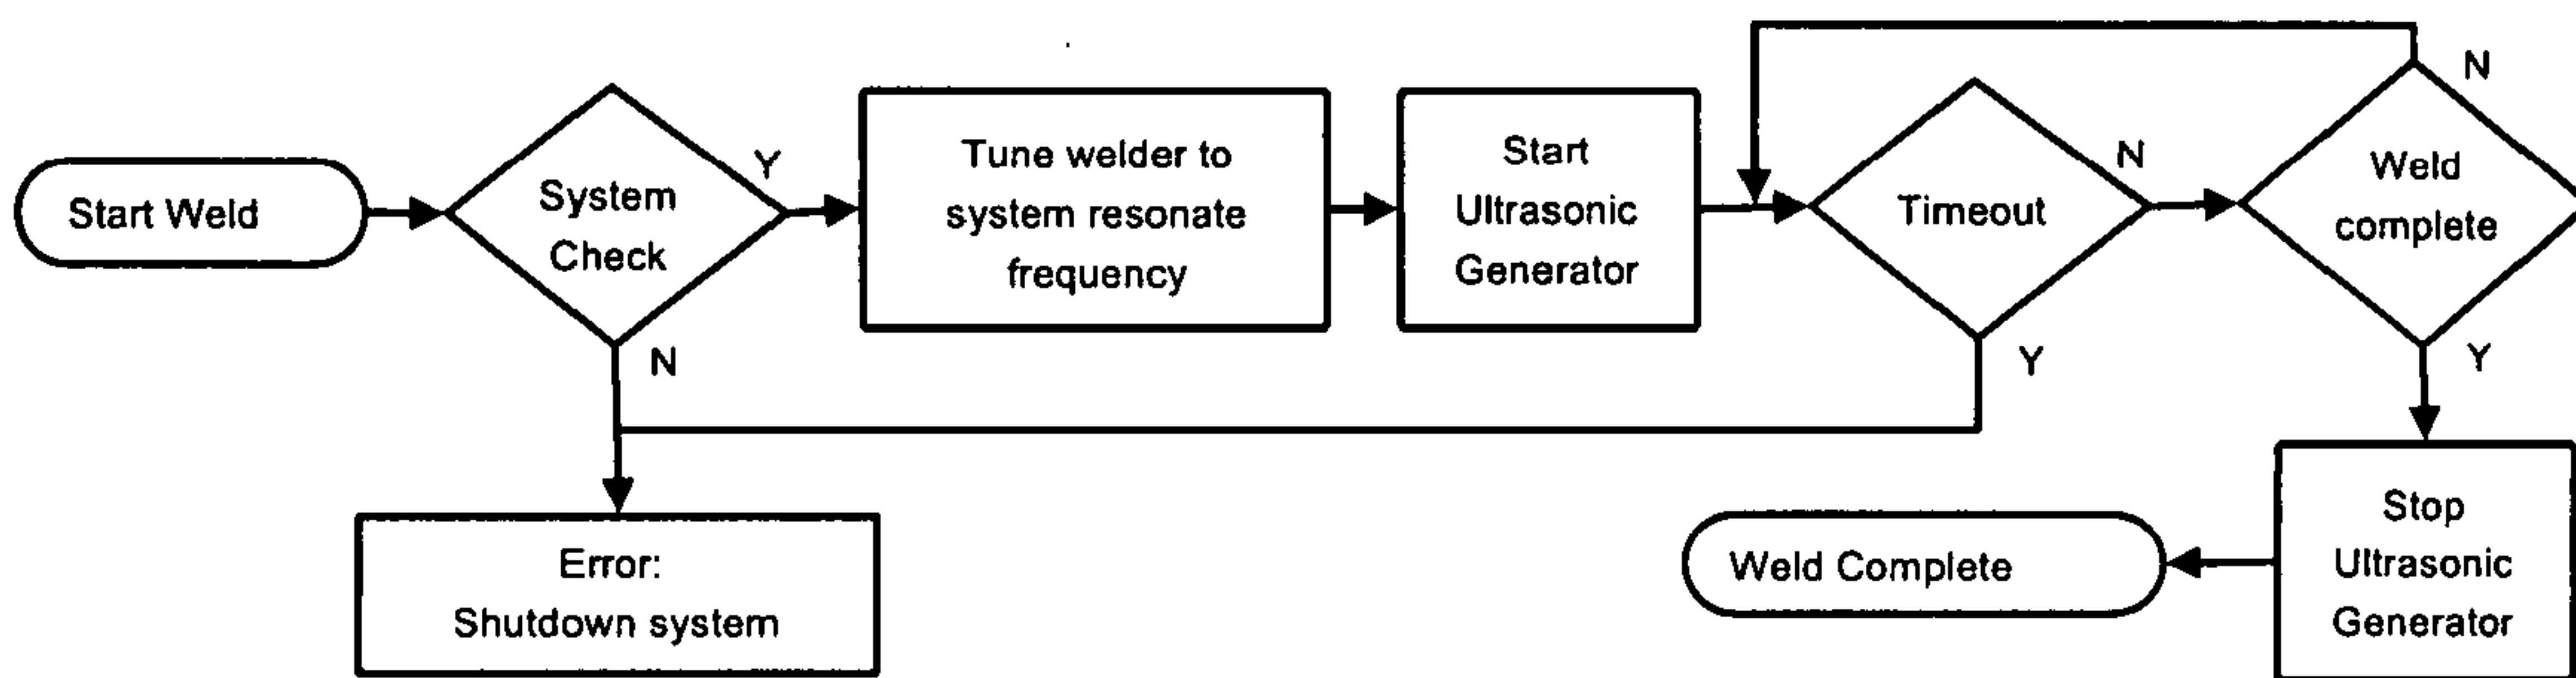 Start Weld
System
Check
Y
N
Tune welder to
system resonate
frequency
Start
Ultrasonic
Generator
Timeout
N
Y
Weld
complete
N
Y
Stop
Ultrasonic
Generator
Weld Complete
Error:
Shutdown system